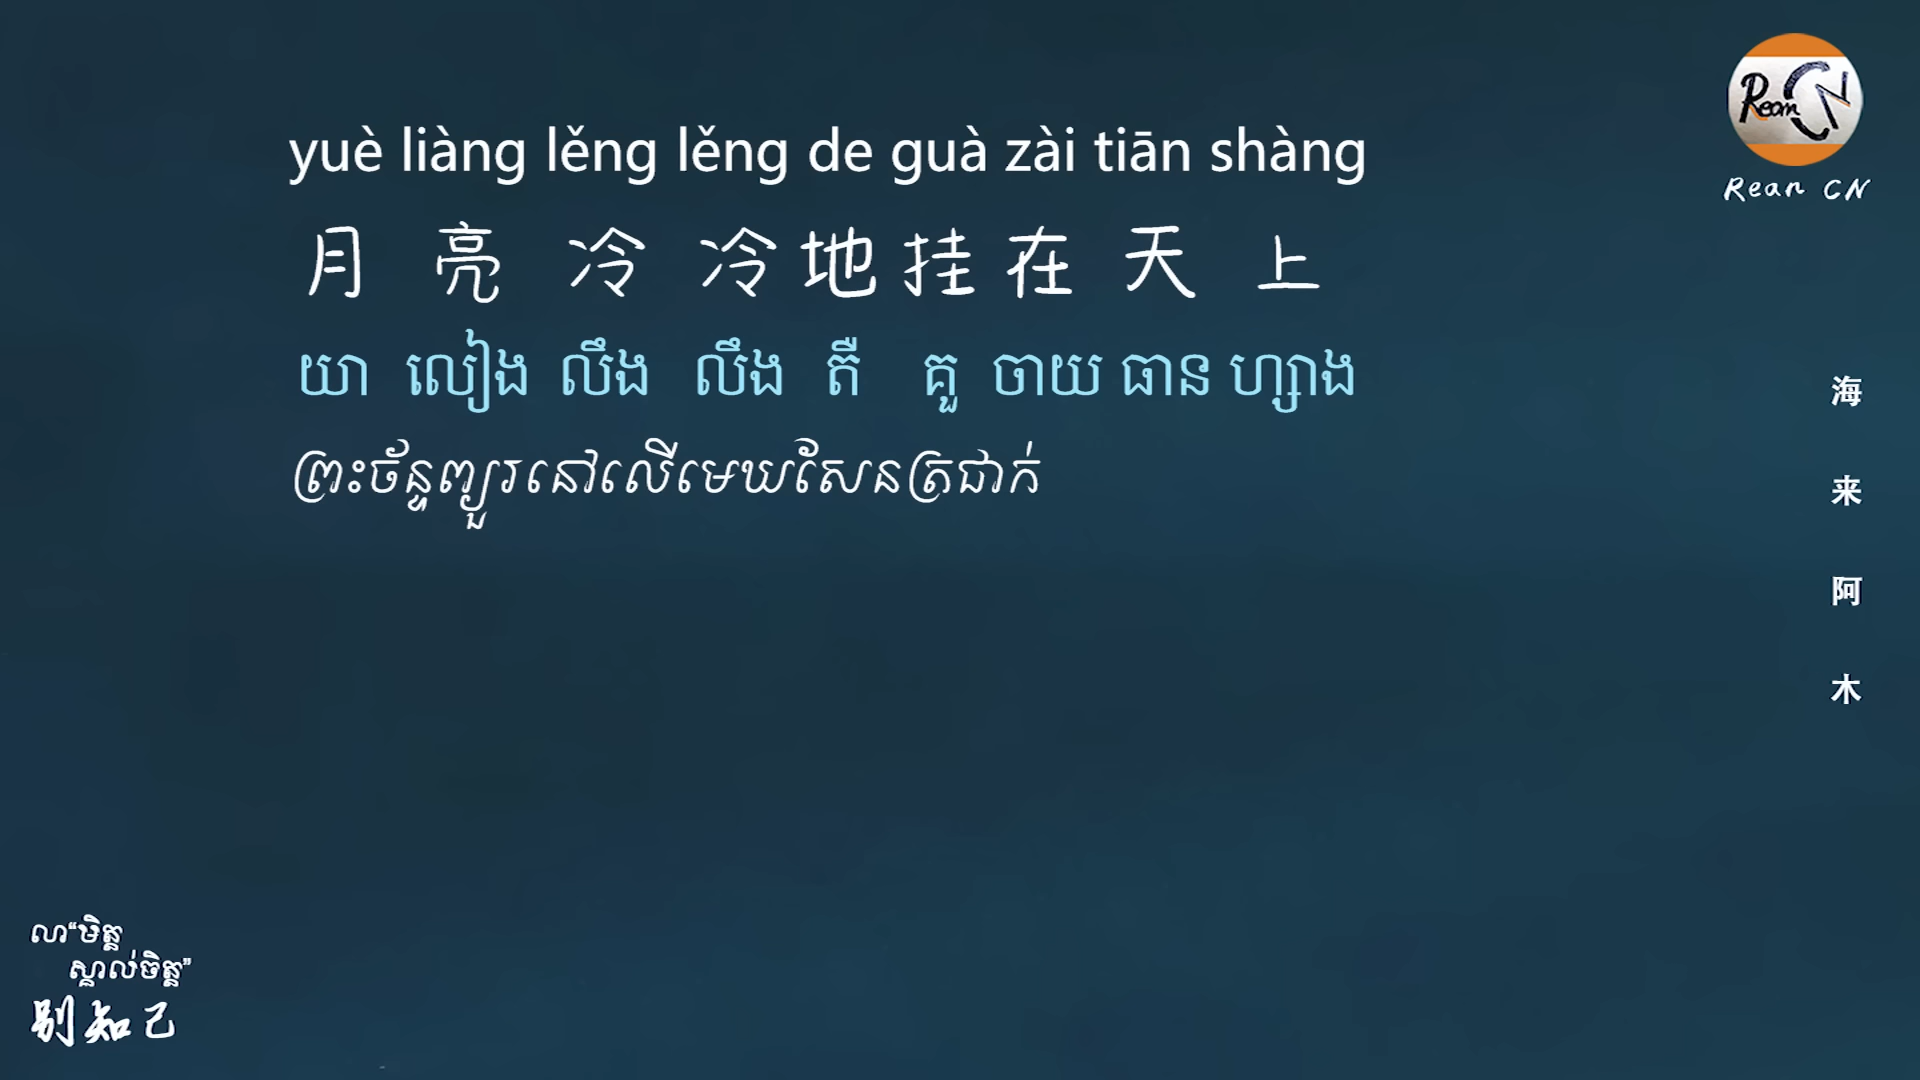 yuè liàng lěng lěng de guà zài tiān shàng
月 亮 冷 冷 地 挂 在 天 上
យា លៀង លឹង លឹង តឺ គួ ចាយ ធាន ហ្សាង
ព្រះច័ន្ទព្យួរនៅលើមេឃសែនត្រជាក់
Rean CN
Rean CN
海
来
阿
木
លា“មិត្ត
ស្គាល់ចិត្ត”
别知己